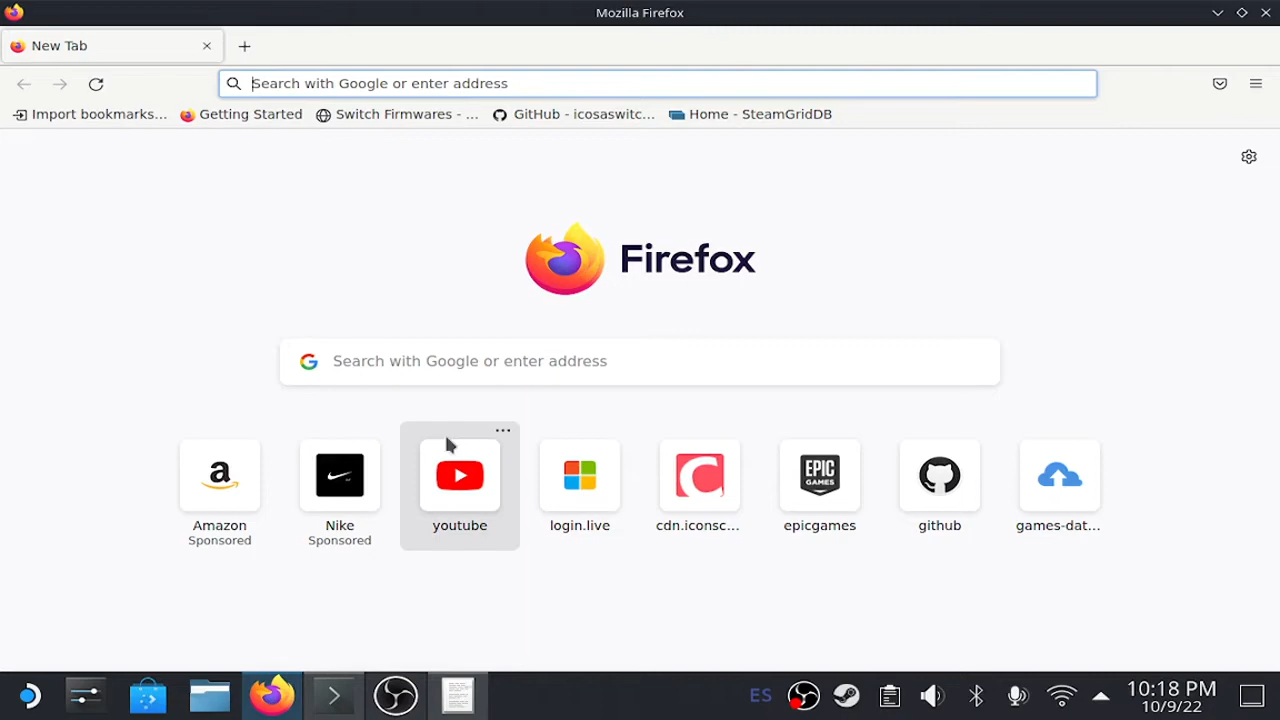 Mozilla Firefox
New Tab
Search with Google or enter address
Import bookmarks... Getting Started Switch Firmwares - ... GitHub - icosaswitc... Home - SteamGridDB
Firefox
Search with Google or enter address
Amazon Nike youtube login.live cdn.iconsc... epicgames github games-dat...
Sponsored Sponsored
EPIC
GAMES
ES 10:18 PM
10/9/22